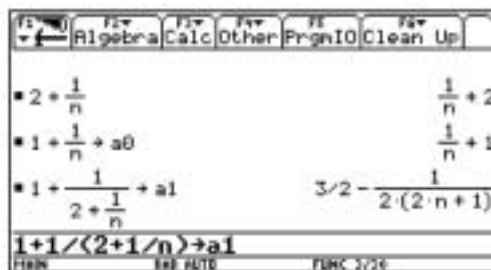 F1 F2 F3 F4 F5 F6
Algebra Calc Other PrgmIO Clean Up
▪ 2 + 1/n    1/n + 2
▪ 1 + 1/n → a0    1/n + 1
▪ 1 + 1/(2 + 1/n) → a1    3/2 - 1/(2·(2·n + 1))
1+1/(2+1/n)→a1
MAIN RAD AUTO FUNC 3/30